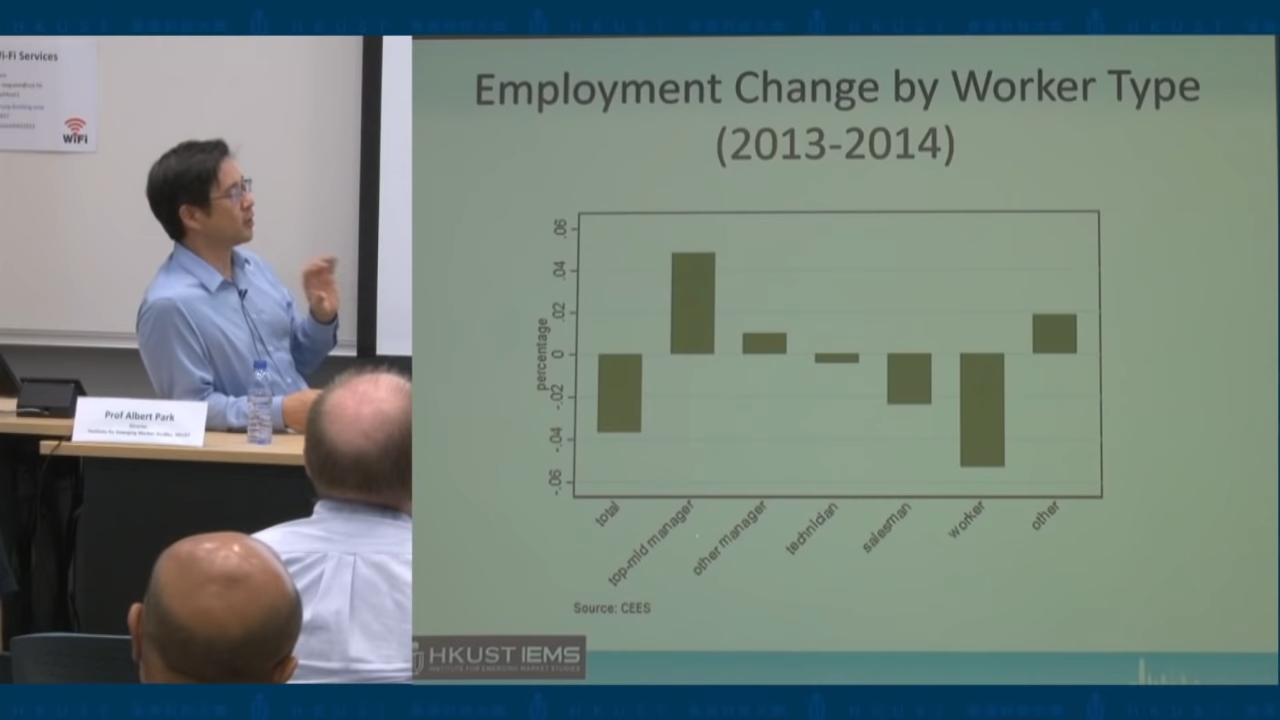 i-Fi Services
WiFi
Prof Albert Park
Director
Employment Change by Worker Type
(2013-2014)
.06
.04
.02
0
-.02
-.04
-.06
percentage
total
top-mid manager
other manager
technician
salesman
worker
other
Source: CEES
HKUST IEMS
INSTITUTE FOR EMERGING MARKET STUDIES